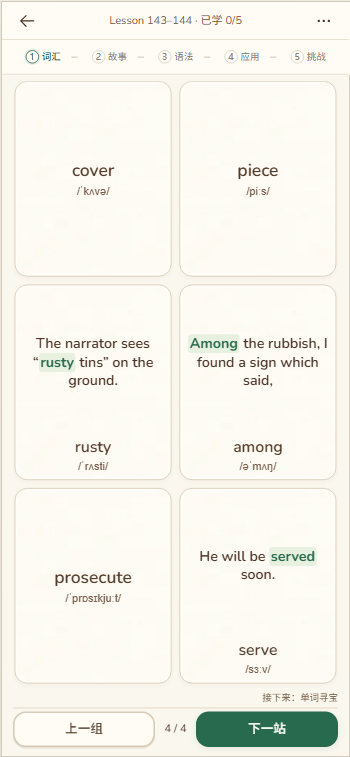 Lesson 143–144 · 已学 0/5
1 词汇 – 2 故事 – 3 语法 – 4 应用 – 5 挑战
cover
/ˈkʌvə/
piece
/piːs/
The narrator sees
“rusty tins” on the
ground.
rusty
/ˈrʌsti/
Among the rubbish, I
found a sign which
said,
among
/əˈmʌŋ/
prosecute
/ˈprɒsɪkjuːt/
He will be served
soon.
serve
/sɜːv/
接下来：单词寻宝
上一组
4 / 4
下一站